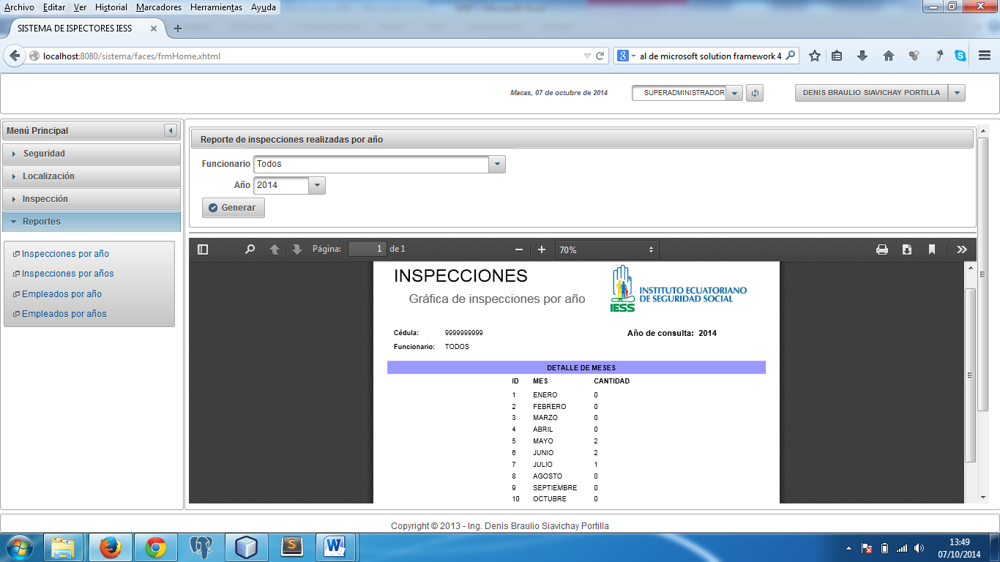 Archivo Editar Ver Historial Marcadores Herramientas Ayuda
SISTEMA DE ISPECTORES IESS
localhost:8080/sistema/faces/frmHome.xhtml
al de microsoft solution framework 4
Macas, 07 de octubre de 2014
SUPERADMINISTRADOR
DENIS BRAULIO SIAVICHAY PORTILLA
Menú Principal
Seguridad
Localización
Inspección
Reportes
Inspecciones por año
Inspecciones por años
Empleados por año
Empleados por años
Reporte de inspecciones realizadas por año
Funcionario Todos
Año 2014
Generar
Página: 1 de 1
70%
INSPECCIONES
Gráfica de inspecciones por año
IESS
INSTITUTO ECUATORIANO
DE SEGURIDAD SOCIAL
Cédula: 9999999999
Año de consulta: 2014
Funcionario: TODOS
DETALLE DE MESES
ID MES CANTIDAD
1 ENERO 0
2 FEBRERO 0
3 MARZO 0
4 ABRIL 0
5 MAYO 2
6 JUNIO 2
7 JULIO 1
8 AGOSTO 0
9 SEPTIEMBRE 0
10 OCTUBRE 0
Copyright © 2013 - Ing. Denis Braulio Siavichay Portilla
13:49
07/10/2014